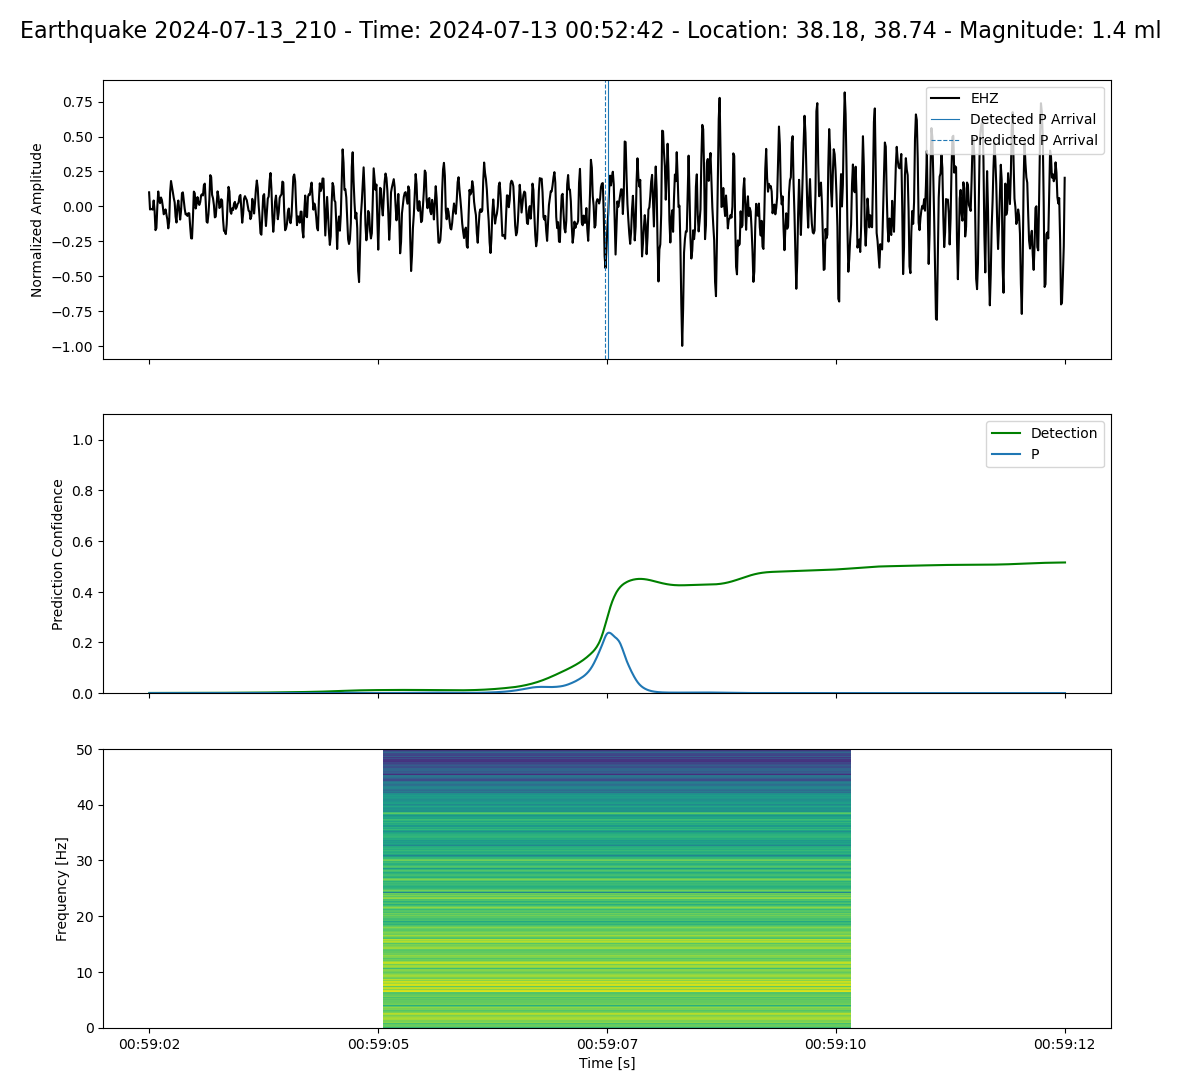 Earthquake 2024-07-13_210 - Time: 2024-07-13 00:52:42 - Location: 38.18, 38.74 - Magnitude: 1.4 ml
Normalized Amplitude
0.75
0.50
0.25
0.00
−0.25
−0.50
−0.75
−1.00
EHZ
Detected P Arrival
Predicted P Arrival
Prediction Confidence
1.0
0.8
0.6
0.4
0.2
0.0
Detection
P
Frequency [Hz]
50
40
30
20
10
0
00:59:02 00:59:05 00:59:07 00:59:10 00:59:12
Time [s]